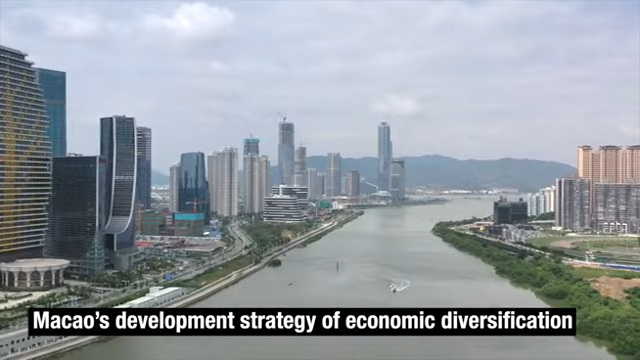 Macao’s development strategy of economic diversification